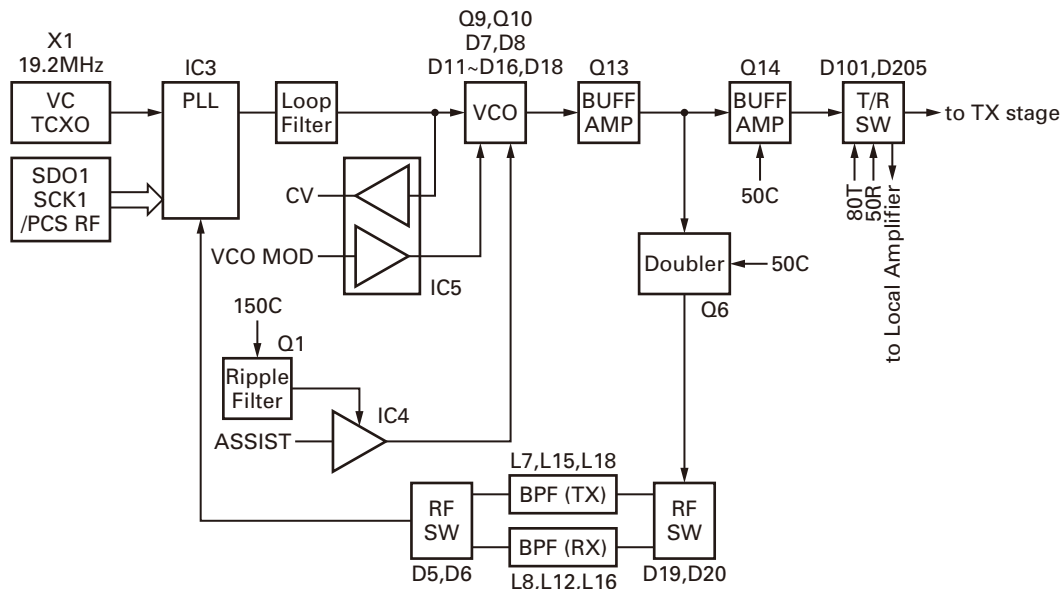 X1
19.2MHz
VC
TCXO
SDO1
SCK1
/PCS RF
IC3
PLL
Loop
Filter
Q9,Q10
D7,D8
D11~D16,D18
VCO
Q13
BUFF
AMP
Q14
BUFF
AMP
50C
D101,D205
T/R
SW
to TX stage
80T
50R
to Local Amplifier
CV
VCO MOD
IC5
Doubler
50C
Q6
150C
Q1
Ripple
Filter
IC4
ASSIST
L7,L15,L18
BPF (TX)
RF
SW
D5,D6
BPF (RX)
L8,L12,L16
RF
SW
D19,D20